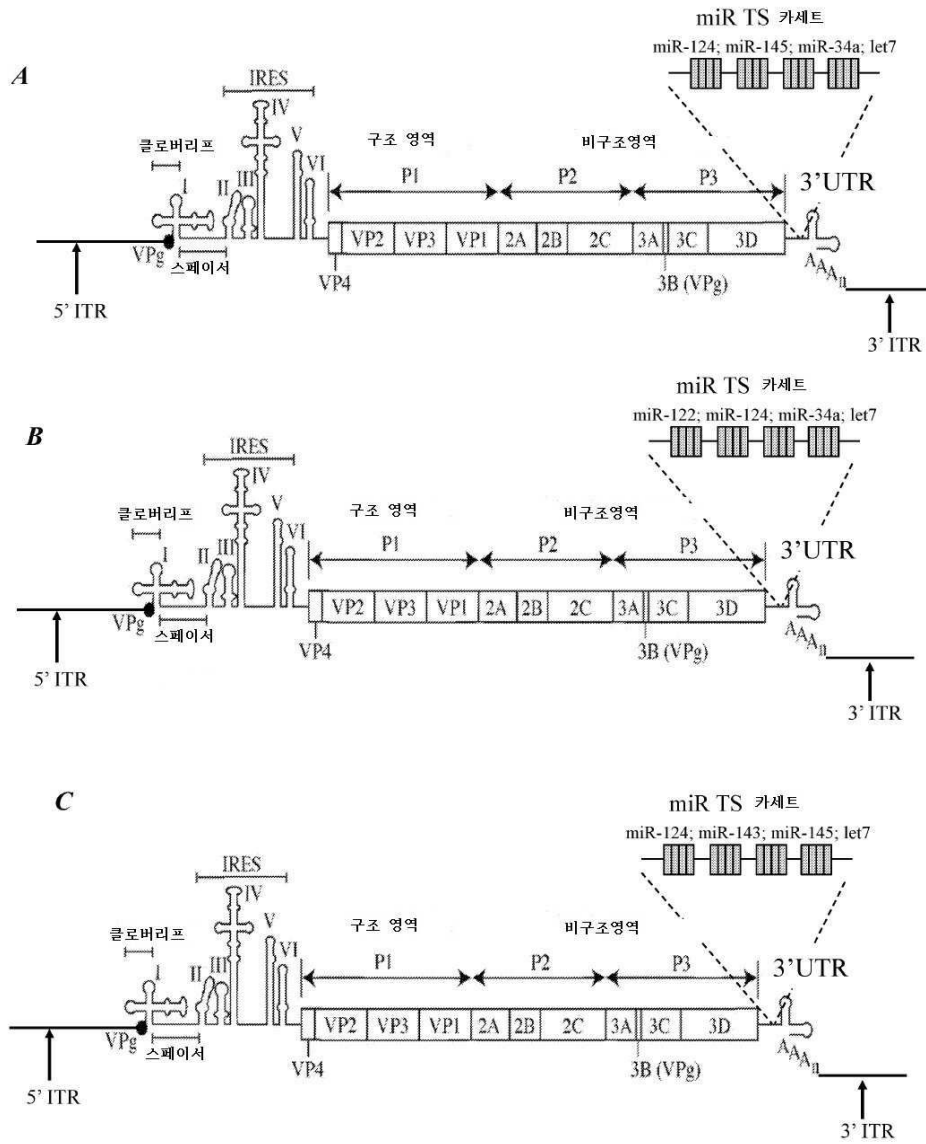 A
miR TS 카세트
miR-124; miR-145; miR-34a; let7
IRES
IV
클로버리프
V
구조 영역
비구조영역
I
II
III
VI
P1
P2
P3
3'UTR
VPg
VP2
VP3
VP1
2A
2B
2C
3A
3C
3D
스페이서
VP4
3B (VPg)
AAAn
5' ITR
3' ITR
B
miR TS 카세트
miR-122; miR-124; miR-34a; let7
IRES
IV
클로버리프
V
구조 영역
비구조영역
I
II
III
VI
P1
P2
P3
3'UTR
VPg
VP2
VP3
VP1
2A
2B
2C
3A
3C
3D
스페이서
VP4
3B (VPg)
AAAn
5' ITR
3' ITR
C
miR TS 카세트
miR-124; miR-143; miR-145; let7
IRES
IV
클로버리프
V
구조 영역
비구조영역
I
II
III
VI
P1
P2
P3
3'UTR
VPg
VP2
VP3
VP1
2A
2B
2C
3A
3C
3D
스페이서
VP4
3B (VPg)
AAAn
5' ITR
3' ITR